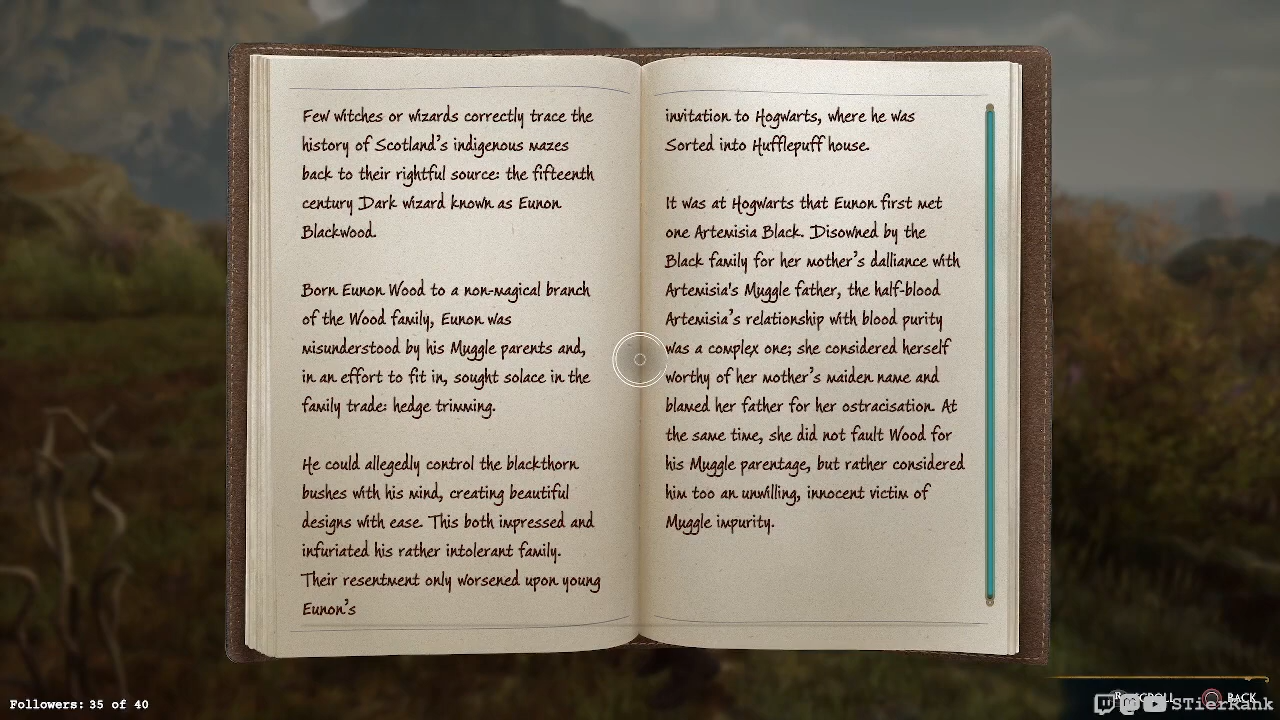 Few witches or wizards correctly trace the
history of Scotland's indigenous mazes
back to their rightful source: the fifteenth
century Dark wizard known as Eunon
Blackwood.
Born Eunon Wood to a non-magical branch
of the Wood family, Eunon was
misunderstood by his Muggle parents and,
in an effort to fit in, sought solace in the
family trade: hedge trimming.
He could allegedly control the blackthorn
bushes with his mind, creating beautiful
designs with ease. This both impressed and
infuriated his rather intolerant family.
Their resentment only worsened upon young
Eunon's
invitation to Hogwarts, where he was
Sorted into Hufflepuff house.
It was at Hogwarts that Eunon first met
one Artemisia Black. Disowned by the
Black family for her mother's dalliance with
Artemisia's Muggle father, the half-blood
Artemisia's relationship with blood purity
was a complex one; she considered herself
worthy of her mother's maiden name and
blamed her father for her ostracisation. At
the same time, she did not fault Wood for
his Muggle parentage, but rather considered
him too an unwilling, innocent victim of
Muggle impurity.
Followers: 35 of 40
BACK
STierRank